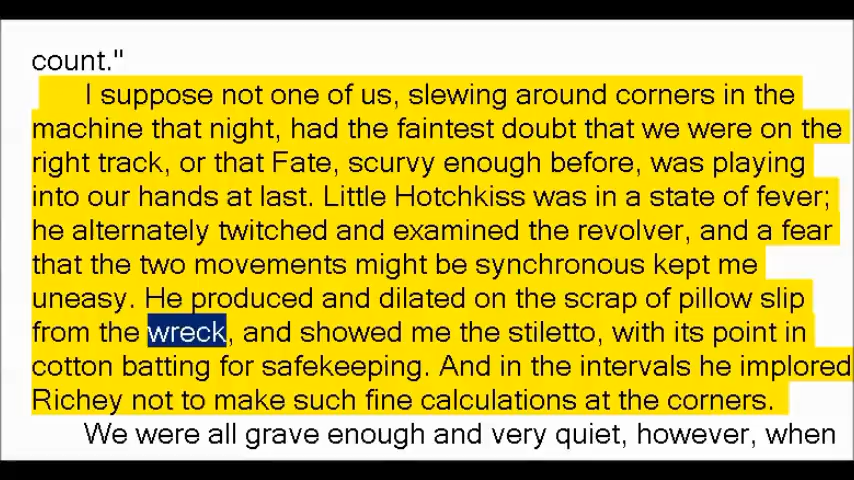 count."
I suppose not one of us, slewing around corners in the
machine that night, had the faintest doubt that we were on the
right track, or that Fate, scurvy enough before, was playing
into our hands at last. Little Hotchkiss was in a state of fever;
he alternately twitched and examined the revolver, and a fear
that the two movements might be synchronous kept me
uneasy. He produced and dilated on the scrap of pillow slip
from the wreck, and showed me the stiletto, with its point in
cotton batting for safekeeping. And in the intervals he implored
Richey not to make such fine calculations at the corners.
We were all grave enough and very quiet, however, when